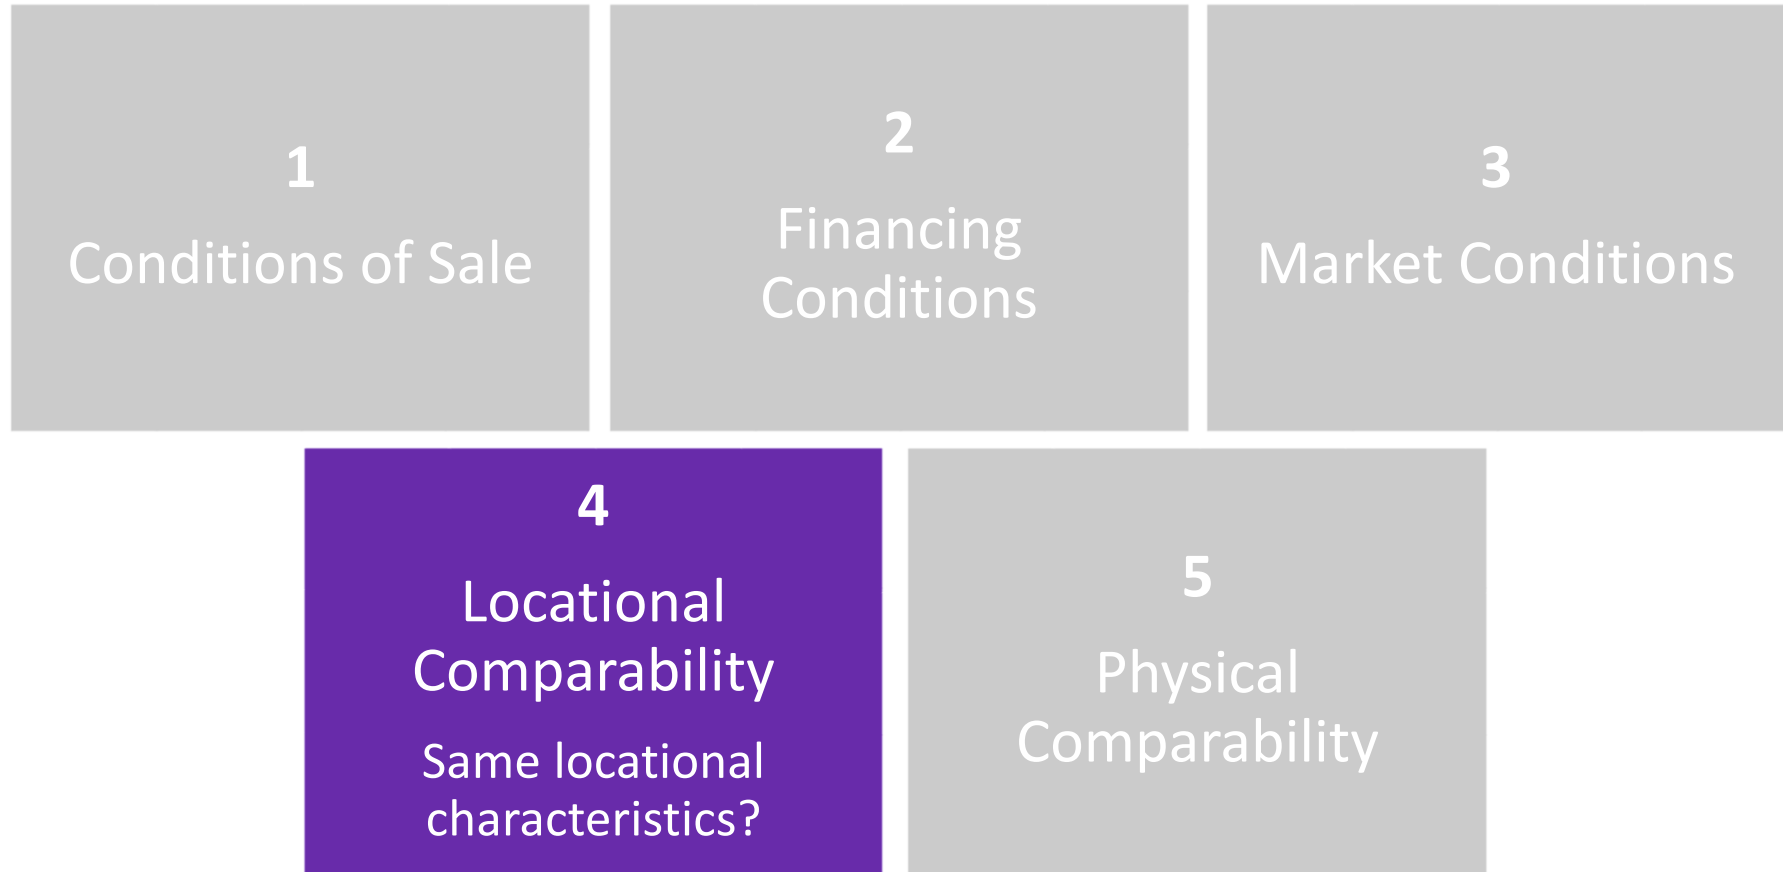 1
Conditions of Sale
2
Financing
Conditions
3
Market Conditions
4
Locational
Comparability
Same locational
characteristics?
5
Physical
Comparability